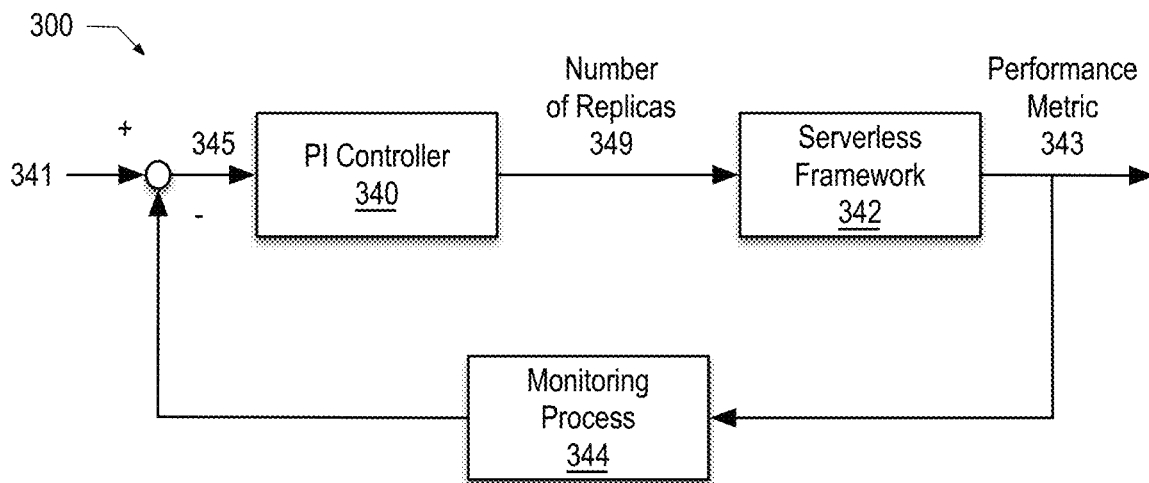 300
Number
of Replicas
349
Performance
Metric
343
+
341
345
-
PI Controller
340
Serverless
Framework
342
Monitoring
Process
344